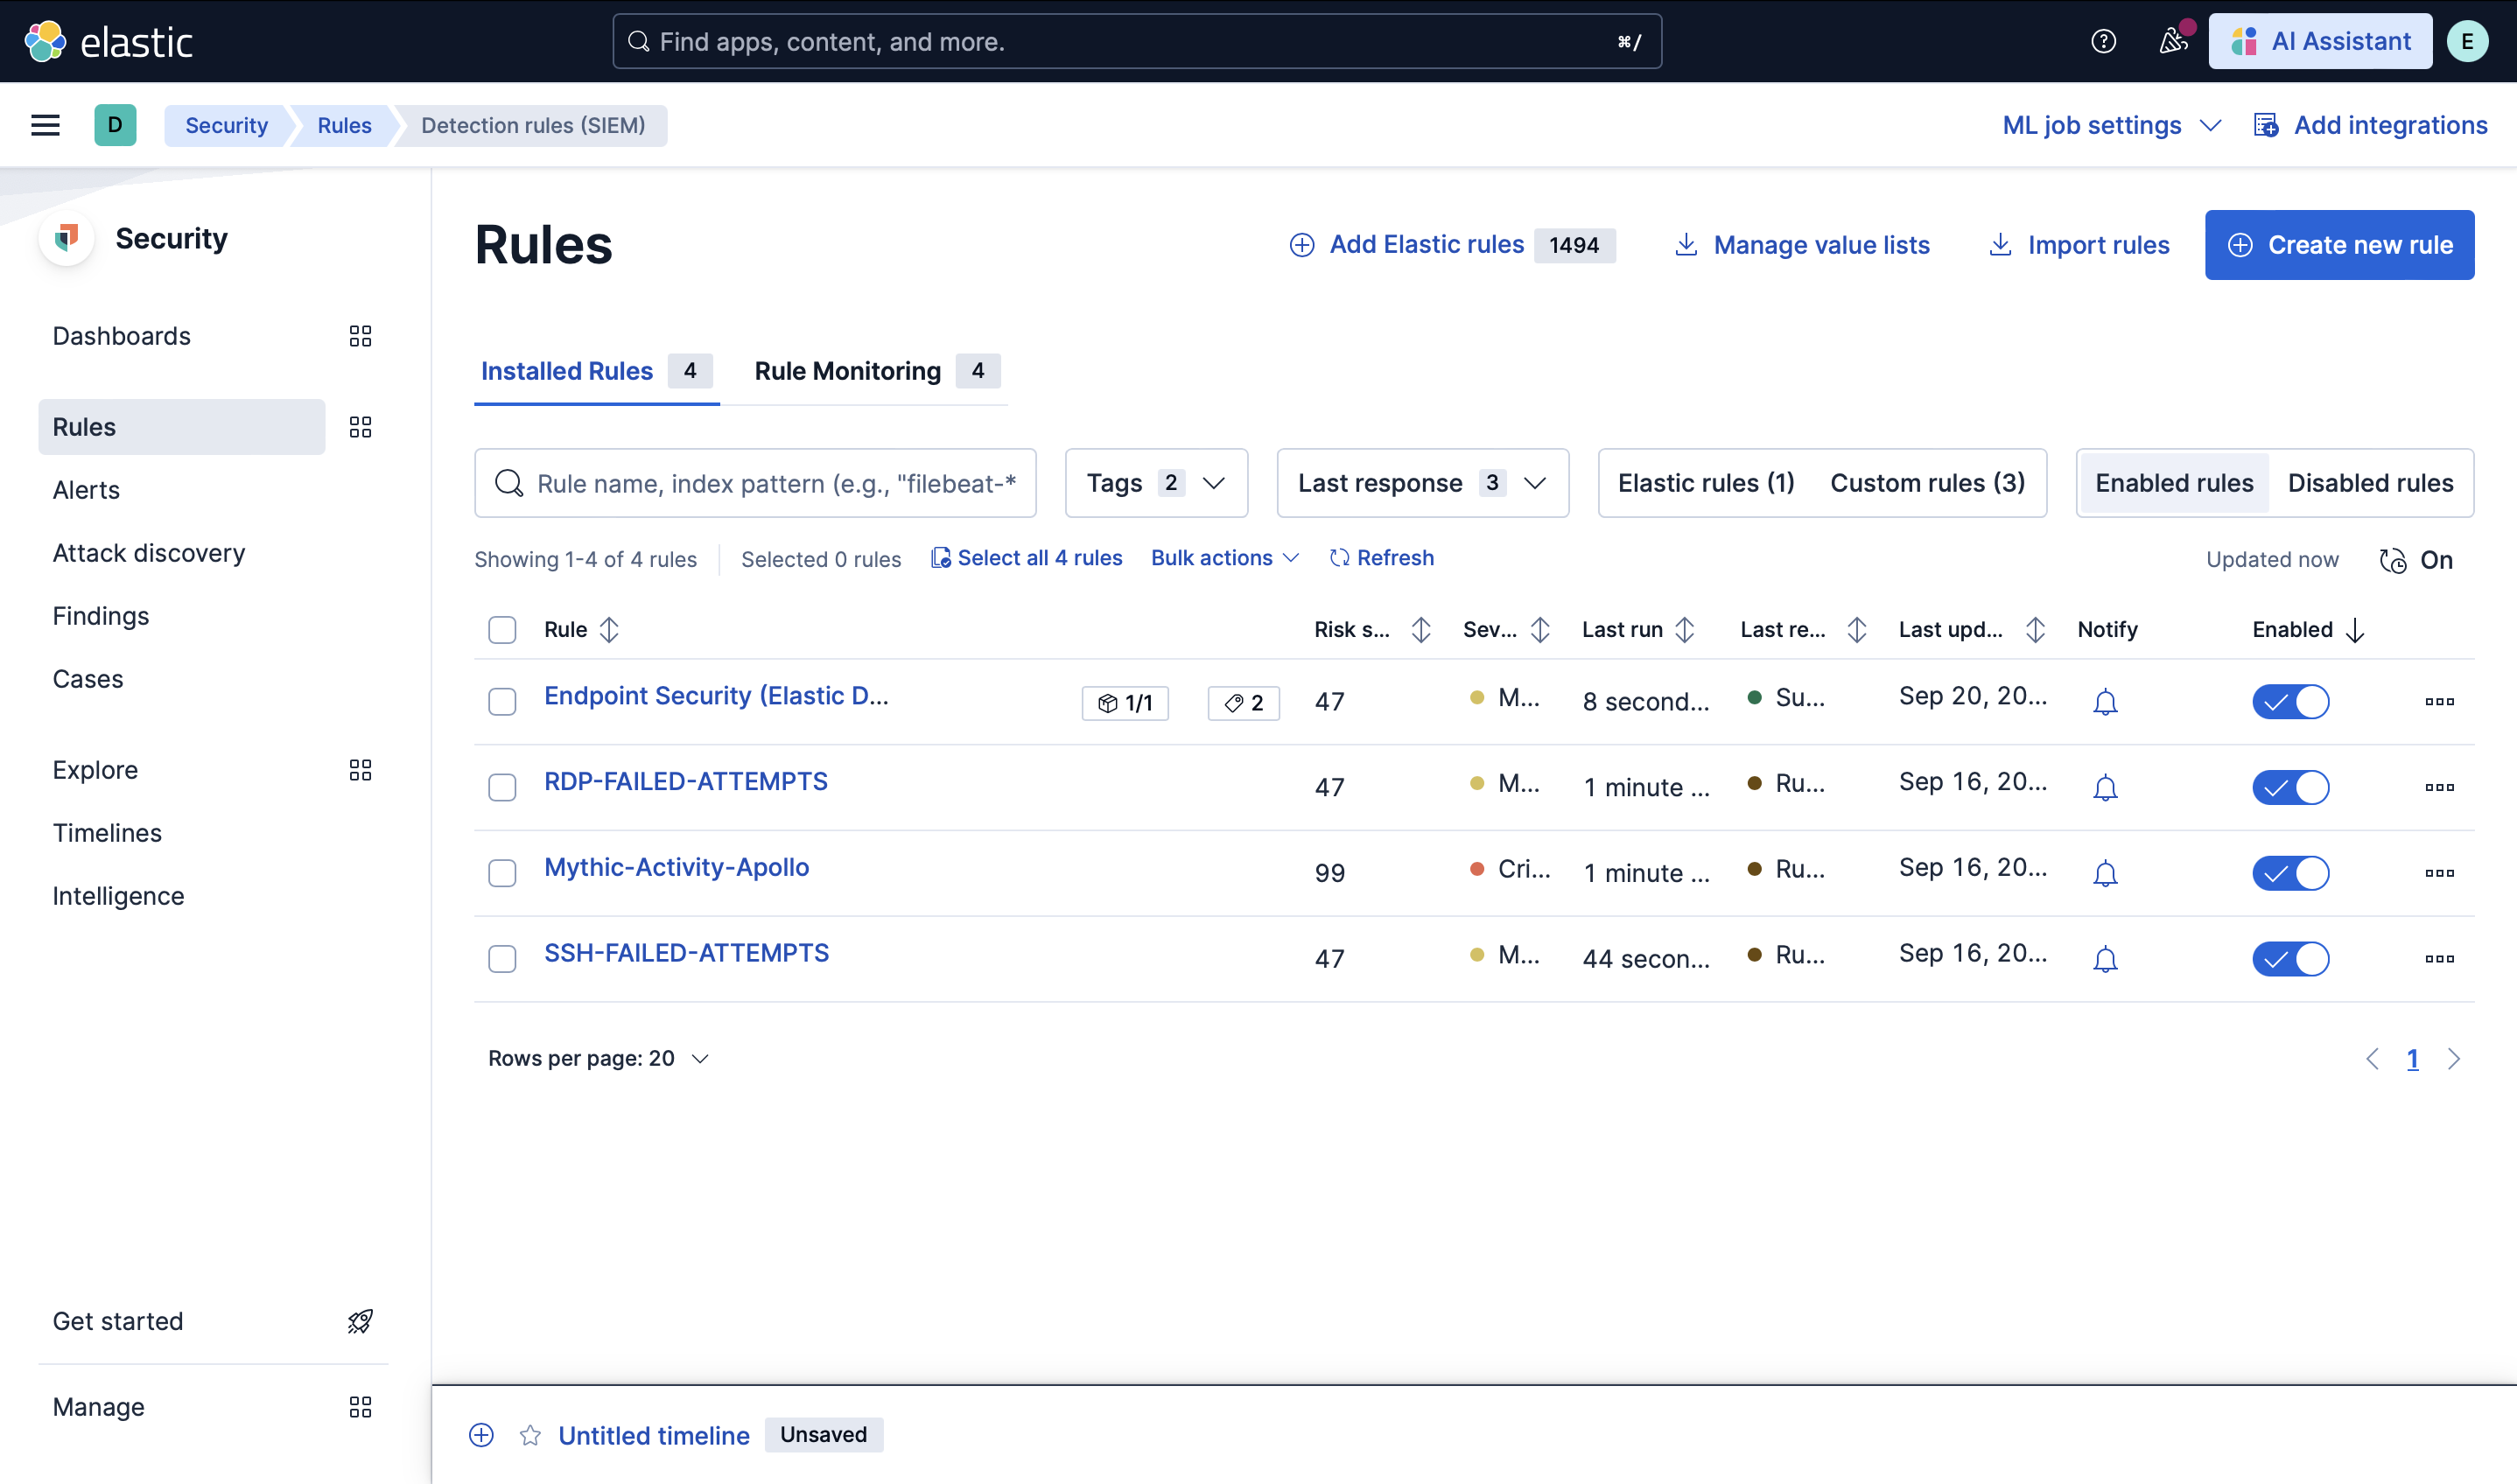 elastic
Find apps, content, and more.
⌘/
AI Assistant
E
D
Security
Rules
Detection rules (SIEM)
ML job settings
Add integrations
Security
Dashboards
Rules
Alerts
Attack discovery
Findings
Cases
Explore
Timelines
Intelligence
Get started
Manage
Rules
Add Elastic rules 1494
Manage value lists
Import rules
Create new rule
Installed Rules 4
Rule Monitoring 4
Rule name, index pattern (e.g., "filebeat-*
Tags 2
Last response 3
Elastic rules (1)
Custom rules (3)
Enabled rules
Disabled rules
Showing 1-4 of 4 rules
Selected 0 rules
Select all 4 rules
Bulk actions
Refresh
Updated now
On
Rule Risk s... Sev... Last run Last re... Last upd... Notify Enabled
Endpoint Security (Elastic D... 1/1 2 47 M... 8 second... Su... Sep 20, 20...
RDP-FAILED-ATTEMPTS 47 M... 1 minute ... Ru... Sep 16, 20...
Mythic-Activity-Apollo 99 Cri... 1 minute ... Ru... Sep 16, 20...
SSH-FAILED-ATTEMPTS 47 M... 44 secon... Ru... Sep 16, 20...
Rows per page: 20
1
Untitled timeline
Unsaved